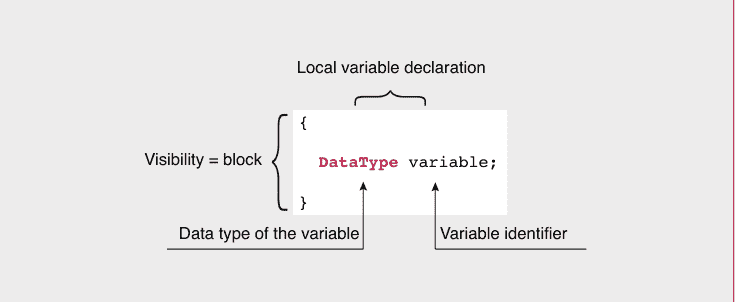 Local variable declaration
{
Visibility = block
DataType variable;
}
Data type of the variable
Variable identifier